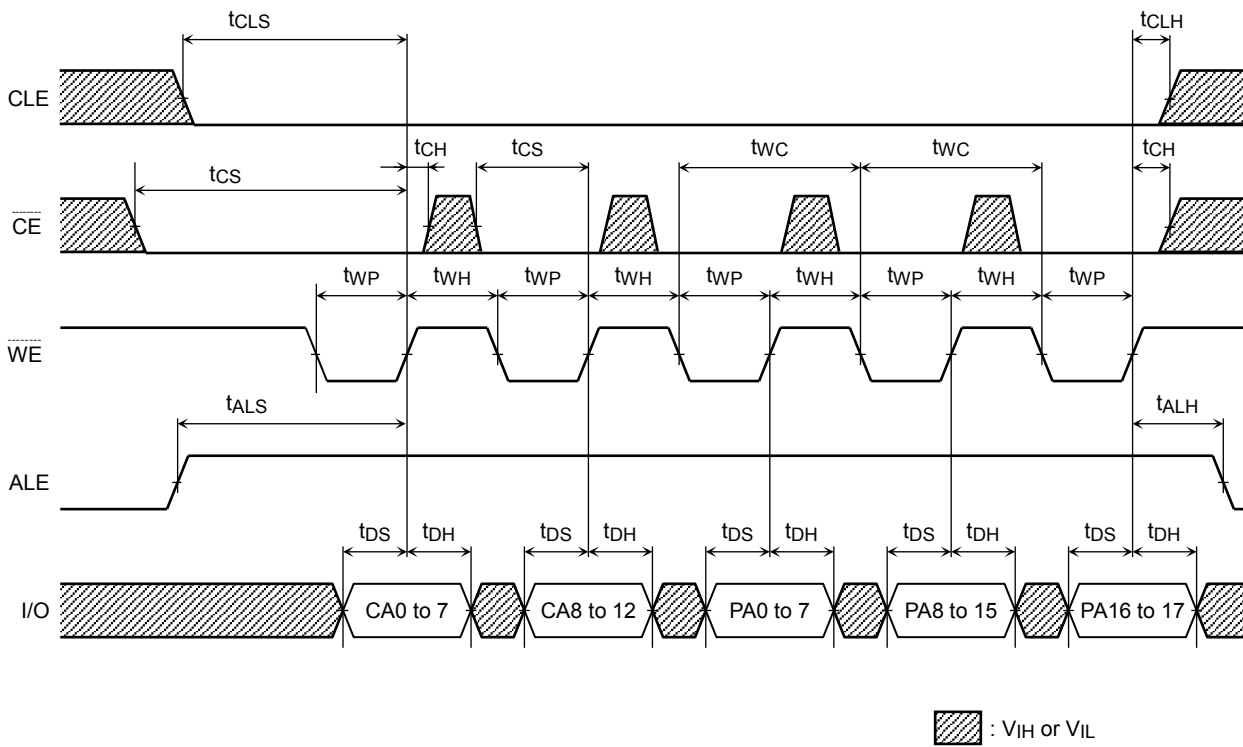 tCLS tCLH
CLE
tCH tCS tWC tWC tCH
tCS
CE
tWP tWH tWP tWH tWP tWH tWP tWH tWP
WE
tALS tALH
ALE
tDS tDH tDS tDH tDS tDH tDS tDH tDS tDH
I/O CA0 to 7 CA8 to 12 PA0 to 7 PA8 to 15 PA16 to 17
: VIH or VIL